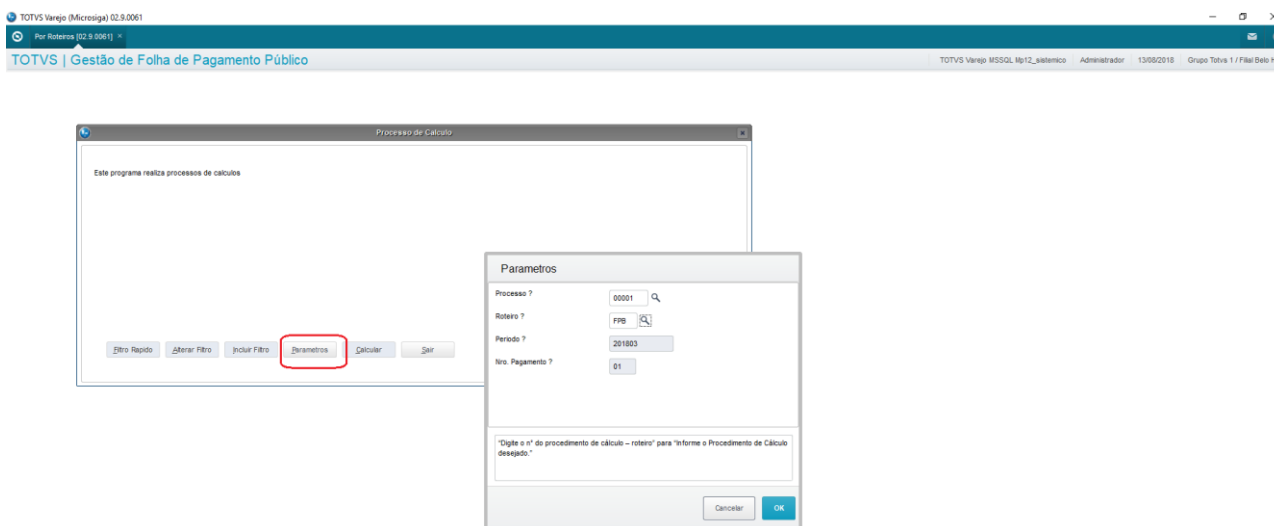 TOTVS Varejo (Microsiga) 02.9.0061
Por Roteiros [02.9.0061]
TOTVS | Gestão de Folha de Pagamento Público
TOTVS Varejo MSSQL Mp12_sistemico Administrador 13/08/2018 Grupo Totvs 1 / Filial Belo H
Processo de Calculo
Este programa realiza processos de calculos
Filtro Rapido Alterar Filtro Incluir Filtro Parametros Calcular Sair
Parametros
Processo ? 00001
Roteiro ? FPB
Periodo ? 201803
Nro. Pagamento ? 01
"Digite o n° do procedimento de cálculo – roteiro" para "Informe o Procedimento de Cálculo
desejado."
Cancelar OK